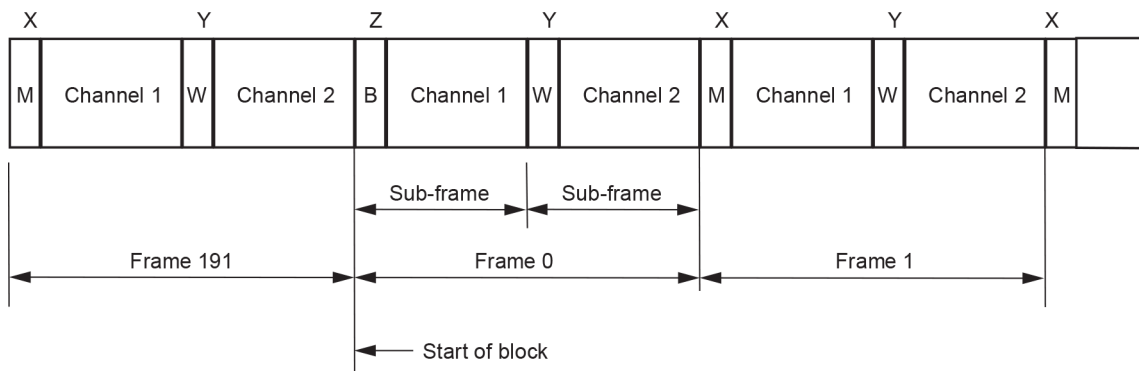 X Y Z Y X Y X
M Channel 1 W Channel 2 B Channel 1 W Channel 2 M Channel 1 W Channel 2 M
Sub-frame Sub-frame
Frame 191 Frame 0 Frame 1
Start of block